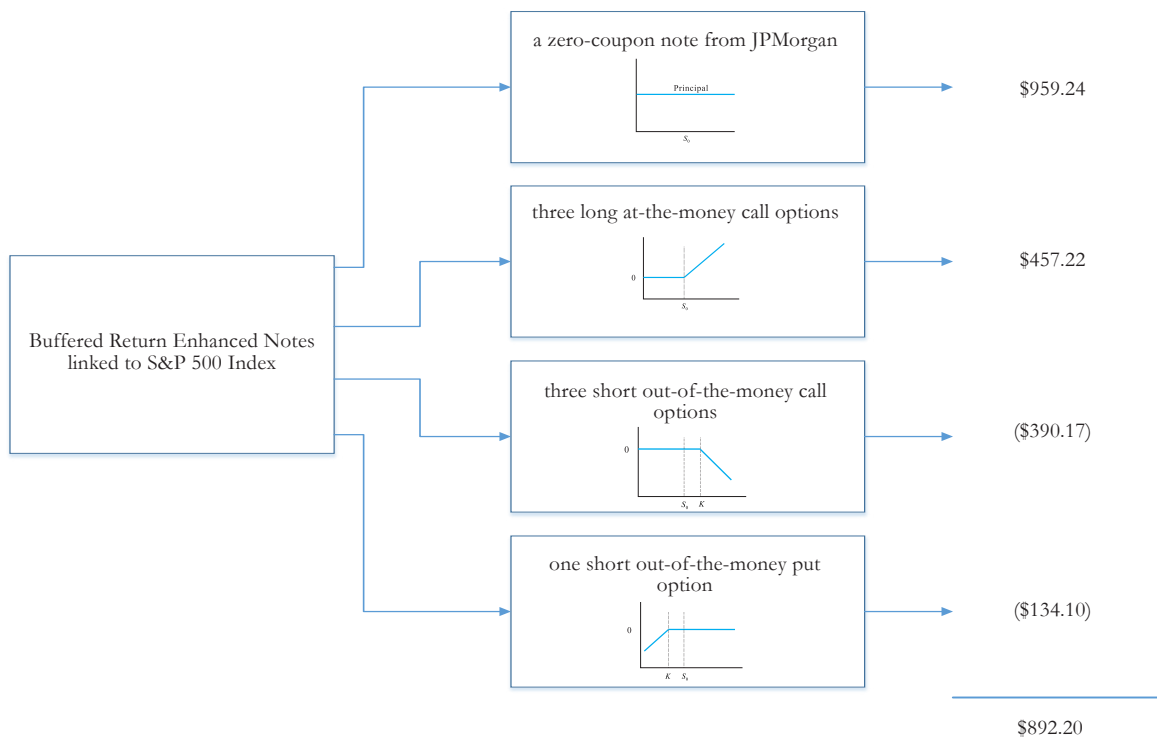 a zero-coupon note from JPMorgan
Principal
S₀
$959.24
three long at-the-money call options
0
S₀
$457.22
Buffered Return Enhanced Notes
linked to S&P 500 Index
three short out-of-the-money call
options
0
S₀ K
($390.17)
one short out-of-the-money put
option
0
K S₀
($134.10)
$892.20